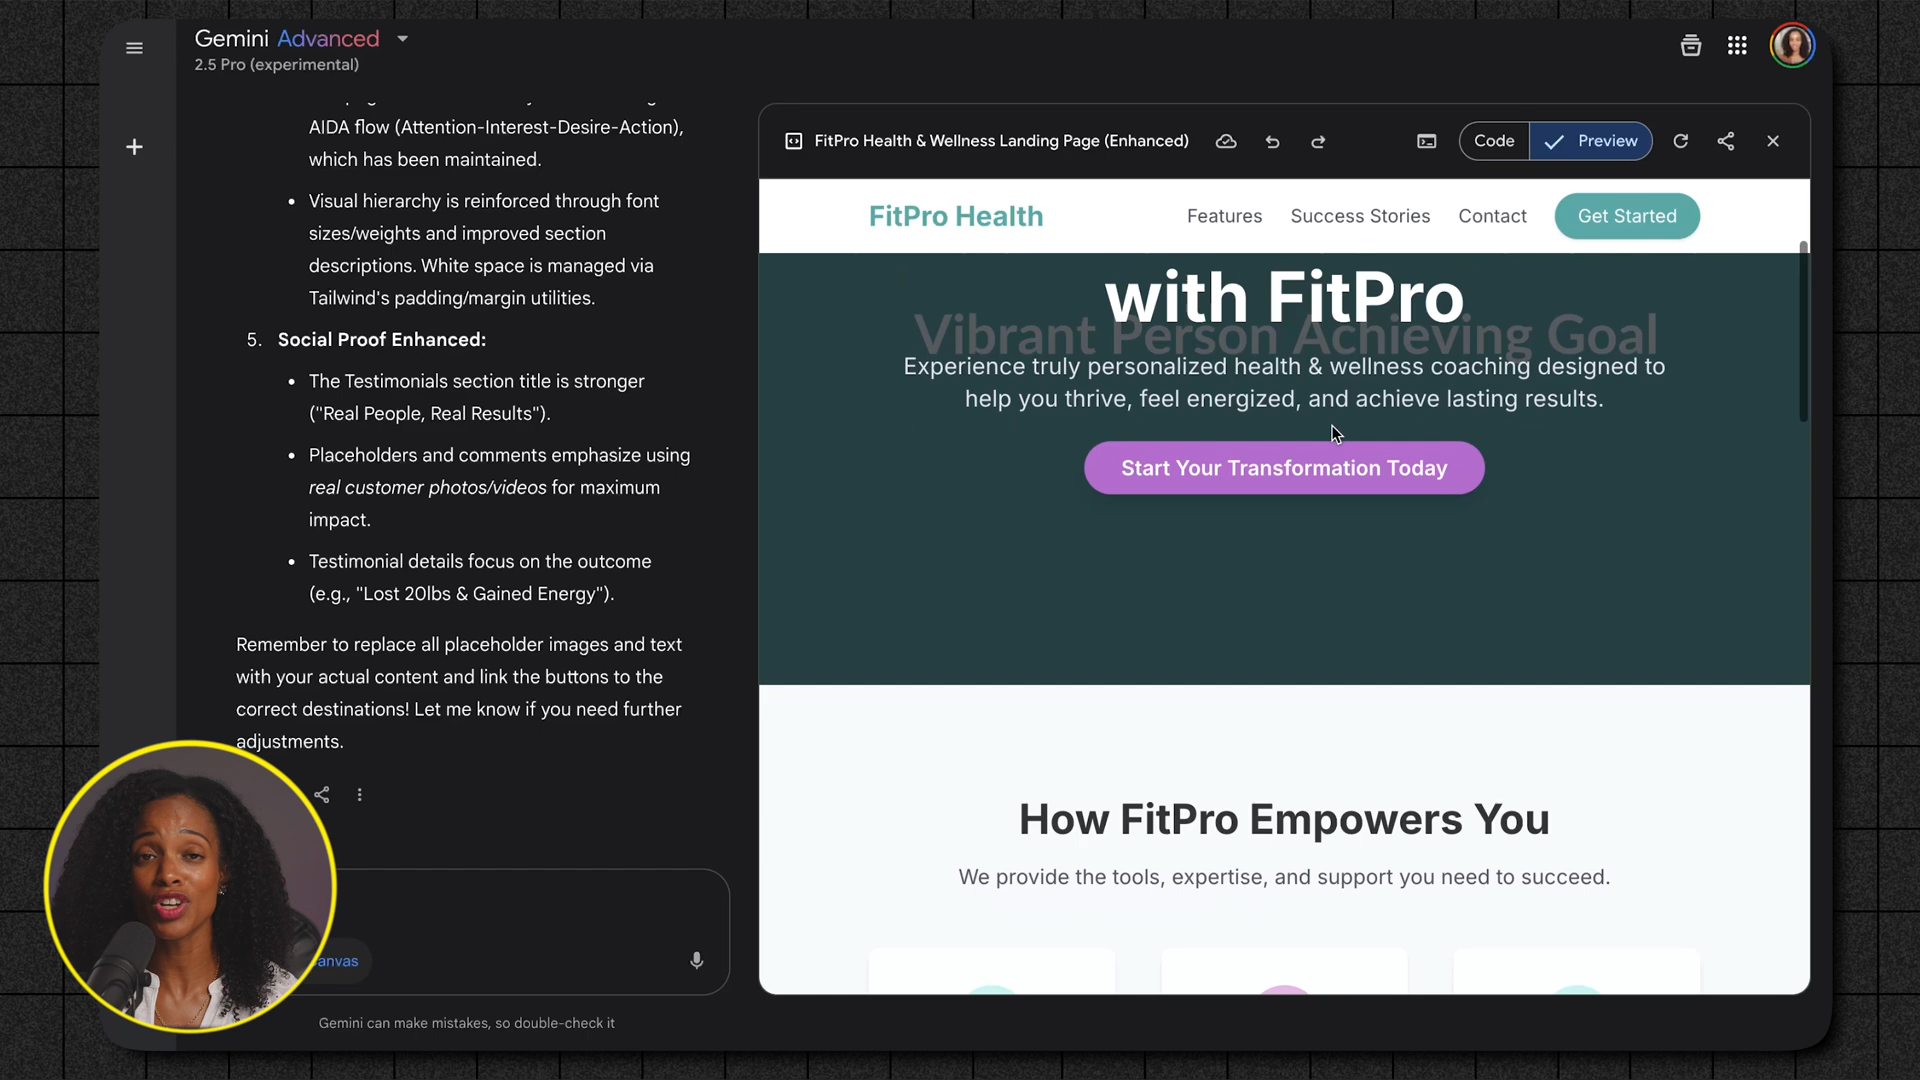 Gemini Advanced
2.5 Pro (experimental)
AIDA flow (Attention-Interest-Desire-Action),
which has been maintained.
• Visual hierarchy is reinforced through font
sizes/weights and improved section
descriptions. White space is managed via
Tailwind's padding/margin utilities.
5. Social Proof Enhanced:
• The Testimonials section title is stronger
("Real People, Real Results").
• Placeholders and comments emphasize using
real customer photos/videos for maximum
impact.
• Testimonial details focus on the outcome
(e.g., "Lost 20lbs & Gained Energy").
Remember to replace all placeholder images and text
with your actual content and link the buttons to the
correct destinations! Let me know if you need further
adjustments.
anvas
Gemini can make mistakes, so double-check it
FitPro Health & Wellness Landing Page (Enhanced)
Code
Preview
FitPro Health
Features
Success Stories
Contact
Get Started
with FitPro
Vibrant Person Achieving Goal
Experience truly personalized health & wellness coaching designed to
help you thrive, feel energized, and achieve lasting results.
Start Your Transformation Today
How FitPro Empowers You
We provide the tools, expertise, and support you need to succeed.